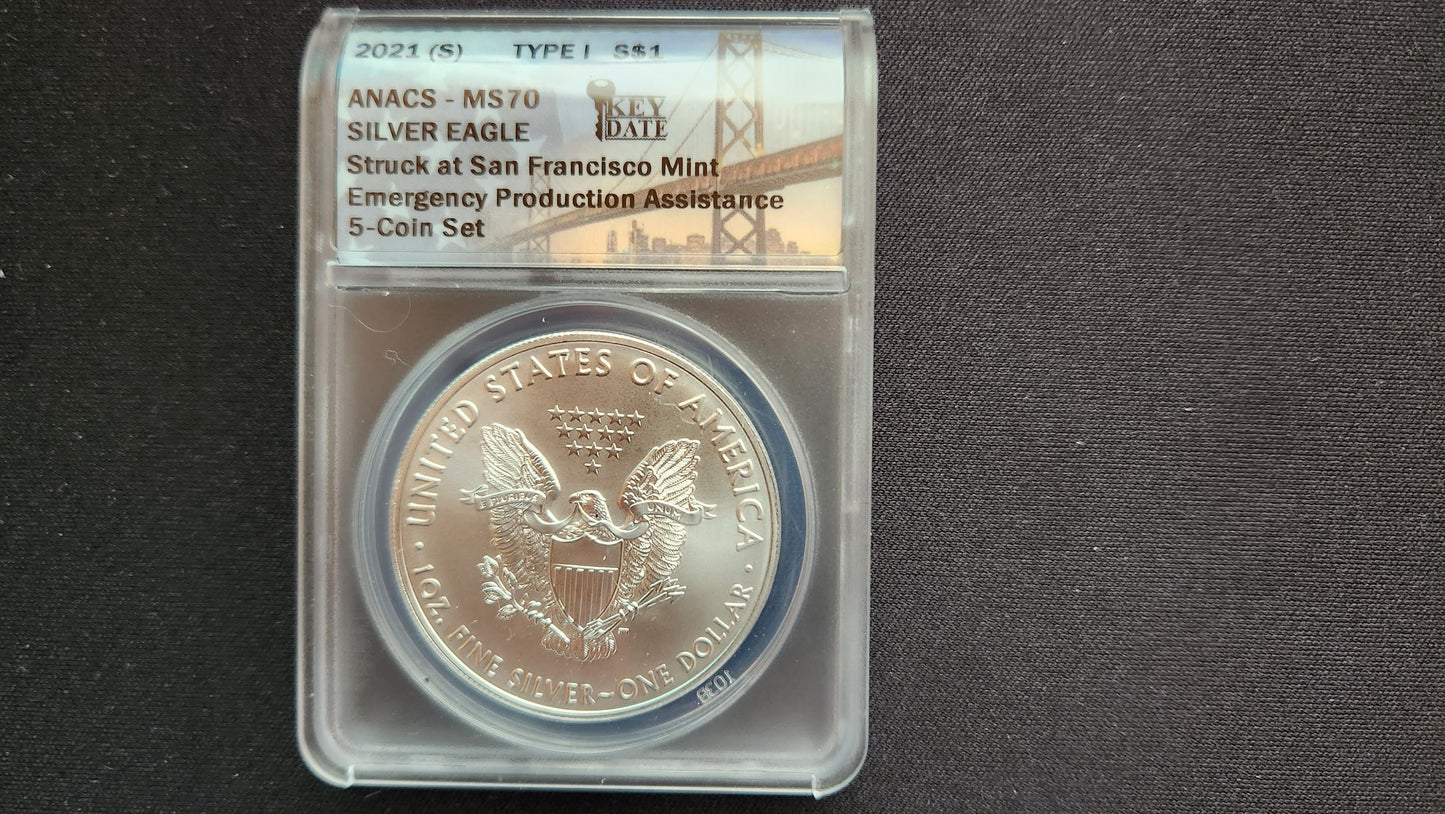 2021 (S) TYPE I S$1
ANACS - MS70
KEY
DATE
SILVER EAGLE
Struck at San Francisco Mint
Emergency Production Assistance
5-Coin Set
UNITED STATES OF AMERICA
E PLURIBUS UNUM
· 1 OZ. FINE SILVER~ONE DOLLAR ·